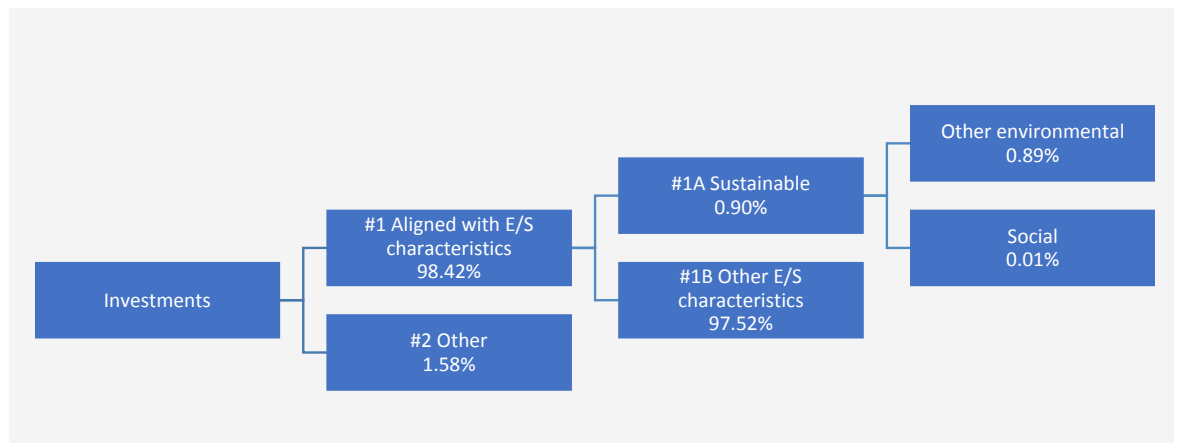 Investments
#1 Aligned with E/S
characteristics
98.42%
#2 Other
1.58%
#1A Sustainable
0.90%
#1B Other E/S
characteristics
97.52%
Other environmental
0.89%
Social
0.01%